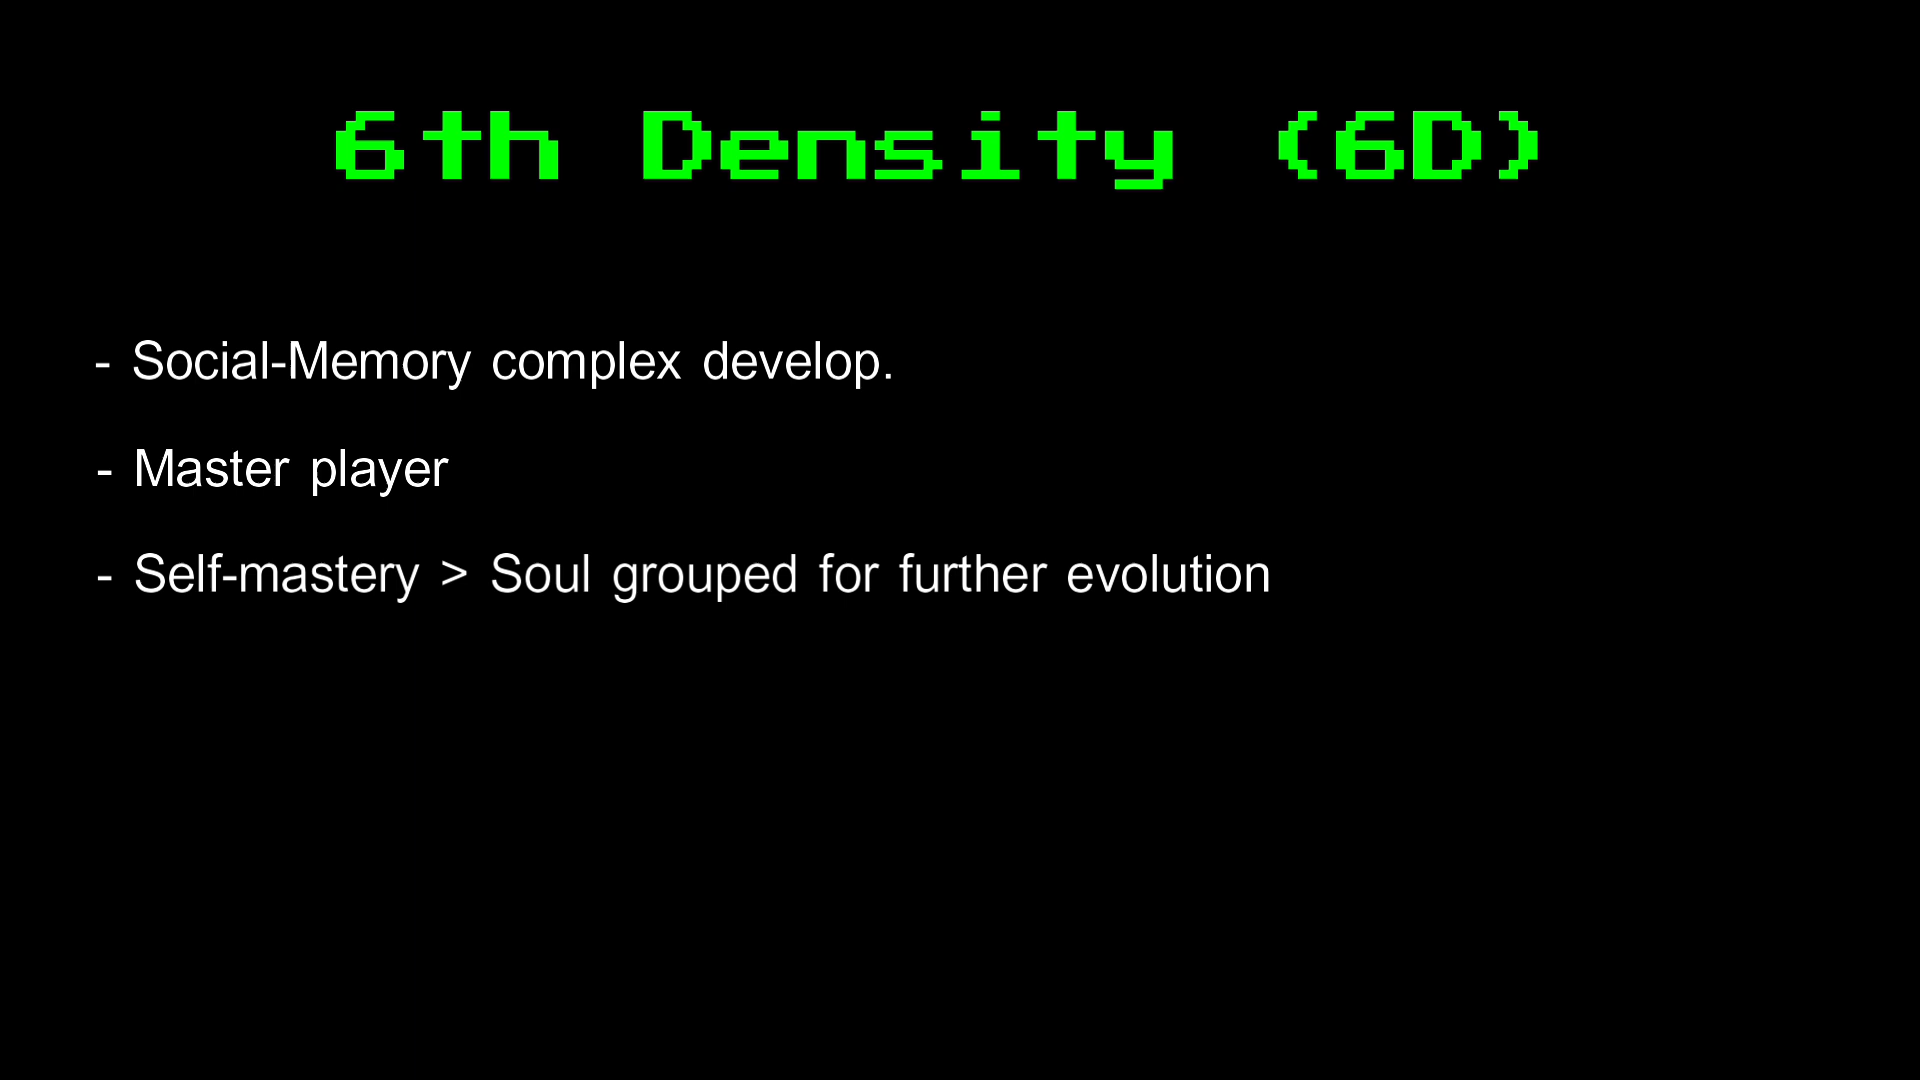 6th Density (6D)
- Social-Memory complex develop.
- Master player
- Self-mastery > Soul grouped for further evolution